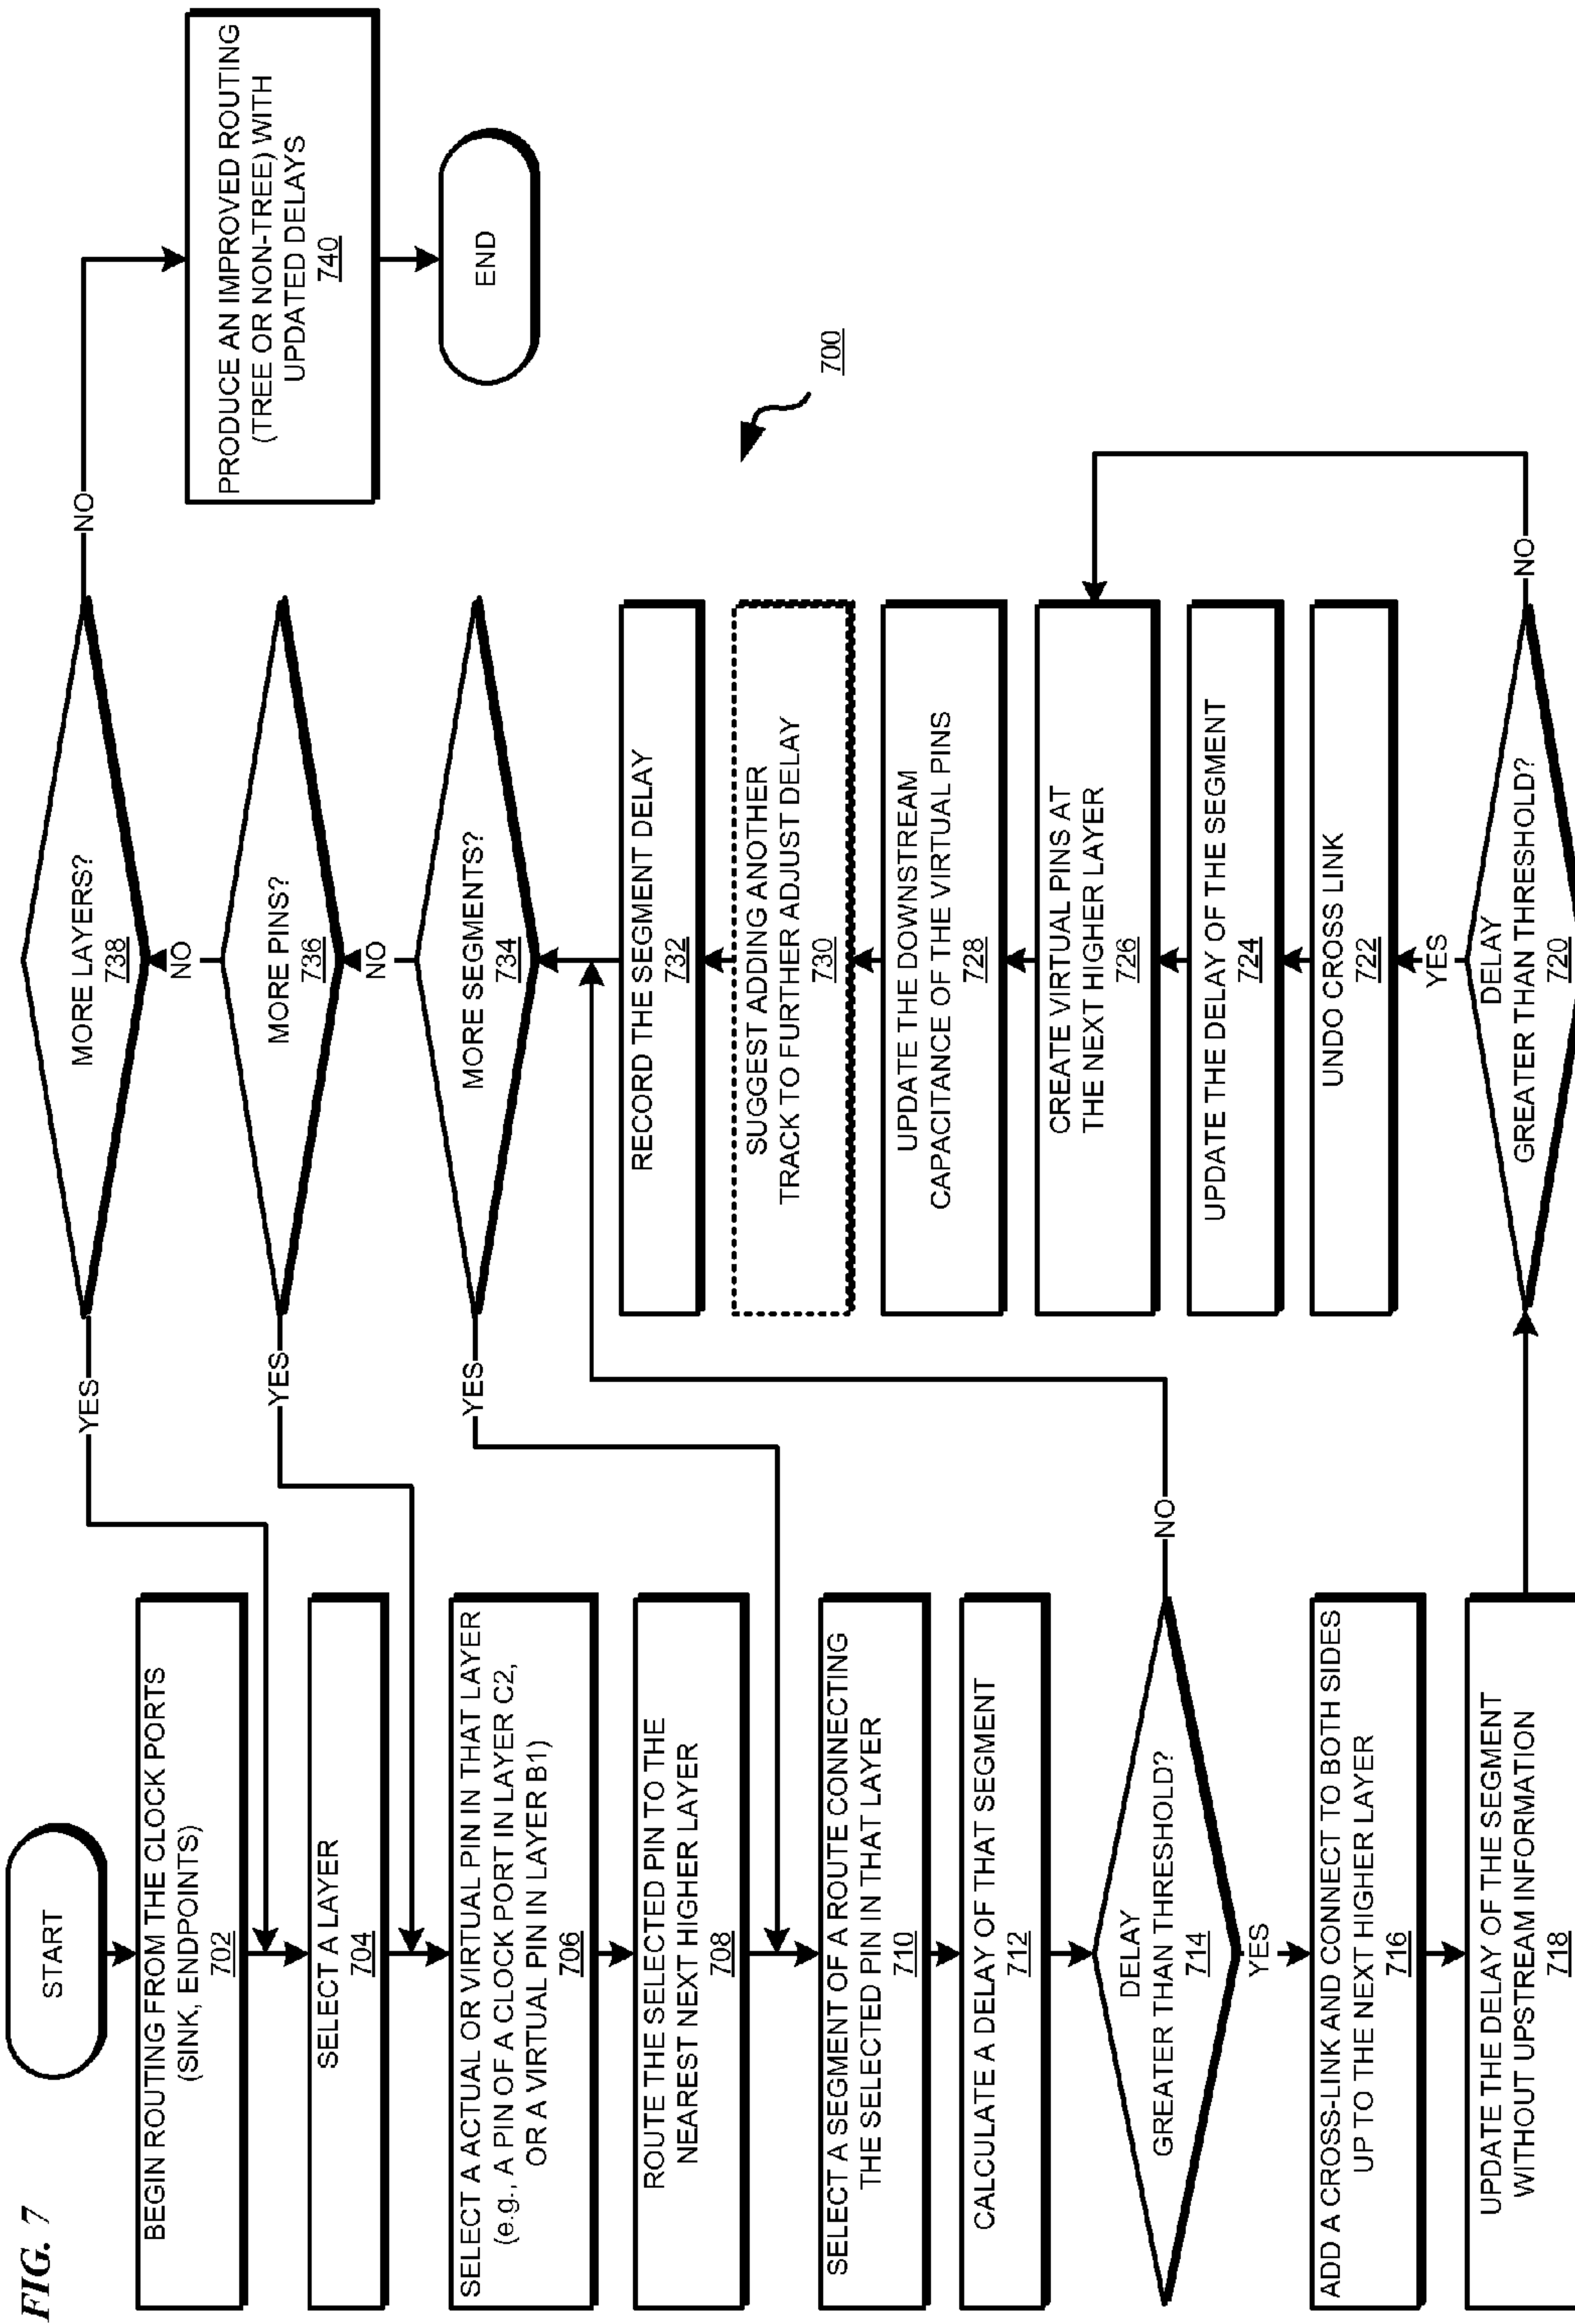 FIG. 7
START
BEGIN ROUTING FROM THE CLOCK PORTS
(SINK, ENDPOINTS)
702
SELECT A LAYER
704
SELECT A ACTUAL OR VIRTUAL PIN IN THAT LAYER
(e.g., A PIN OF A CLOCK PORT IN LAYER C2,
OR A VIRTUAL PIN IN LAYER B1)
706
ROUTE THE SELECTED PIN TO THE
NEAREST NEXT HIGHER LAYER
708
SELECT A SEGMENT OF A ROUTE CONNECTING
THE SELECTED PIN IN THAT LAYER
710
CALCULATE A DELAY OF THAT SEGMENT
712
DELAY
GREATER THAN THRESHOLD?
714
NO
YES
ADD A CROSS-LINK AND CONNECT TO BOTH SIDES
UP TO THE NEXT HIGHER LAYER
716
UPDATE THE DELAY OF THE SEGMENT
WITHOUT UPSTREAM INFORMATION
718
DELAY
GREATER THAN THRESHOLD?
720
NO
YES
UNDO CROSS LINK
722
UPDATE THE DELAY OF THE SEGMENT
724
CREATE VIRTUAL PINS AT
THE NEXT HIGHER LAYER
726
UPDATE THE DOWNSTREAM
CAPACITANCE OF THE VIRTUAL PINS
728
SUGGEST ADDING ANOTHER
TRACK TO FURTHER ADJUST DELAY
730
RECORD THE SEGMENT DELAY
732
MORE SEGMENTS?
734
YES
NO
MORE PINS?
736
YES
NO
MORE LAYERS?
738
YES
NO
PRODUCE AN IMPROVED ROUTING
(TREE OR NON-TREE) WITH
UPDATED DELAYS
740
END
700